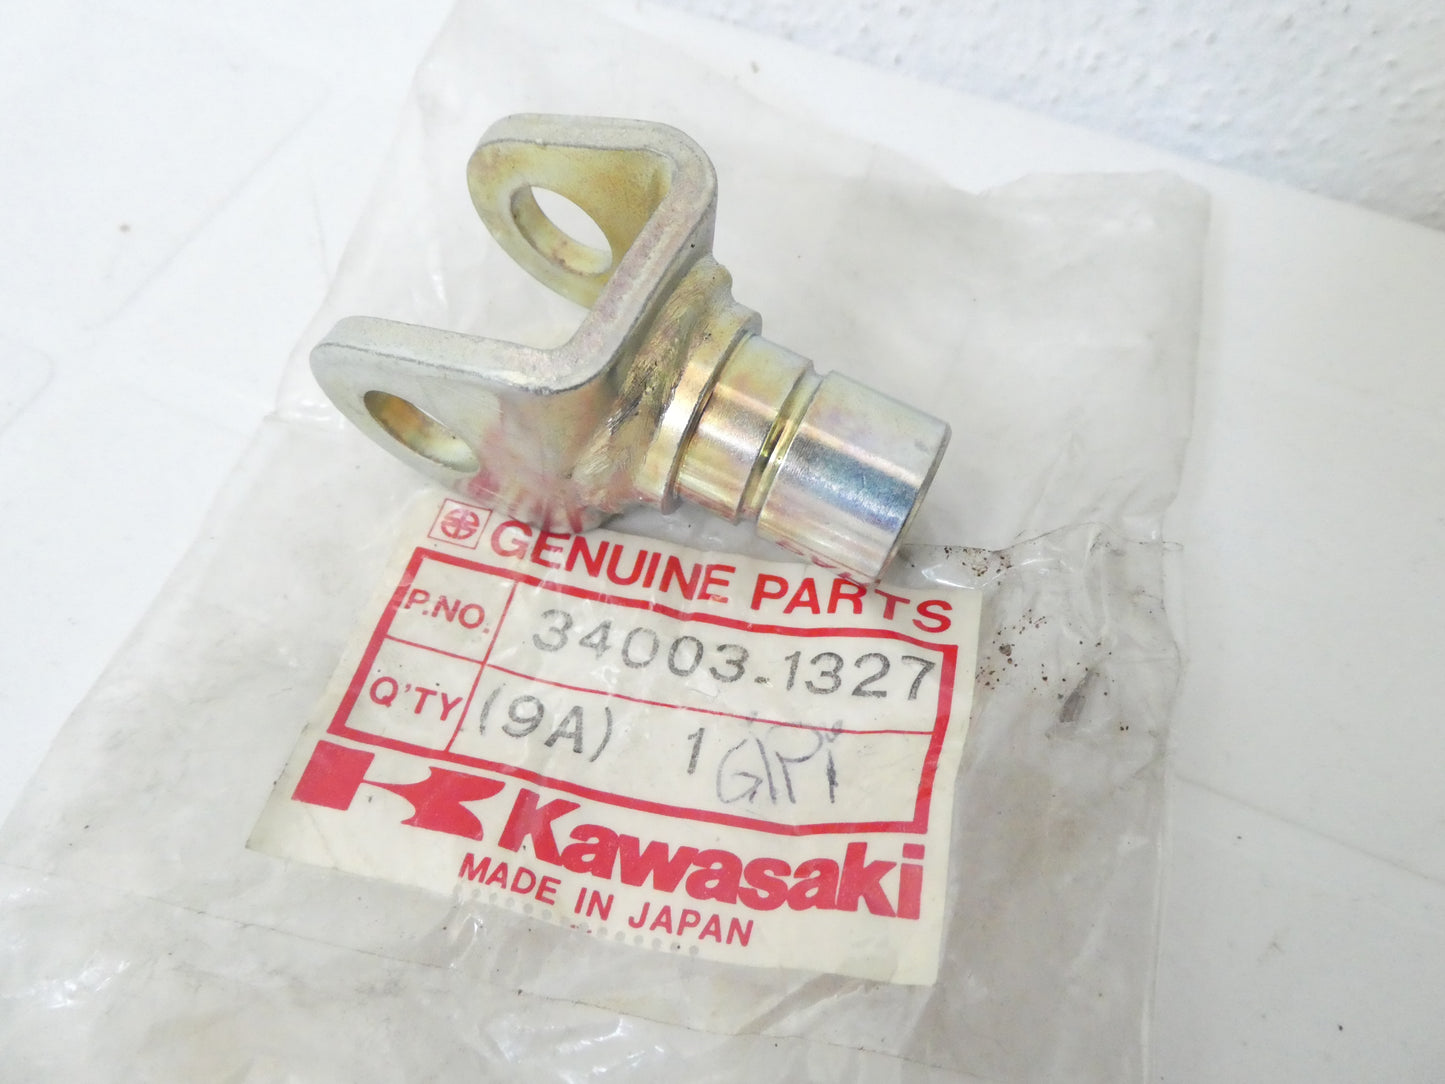 GENUINE PARTS
P.NO. 34003-1327
Q'TY (9A) 1
Kawasaki
MADE IN JAPAN